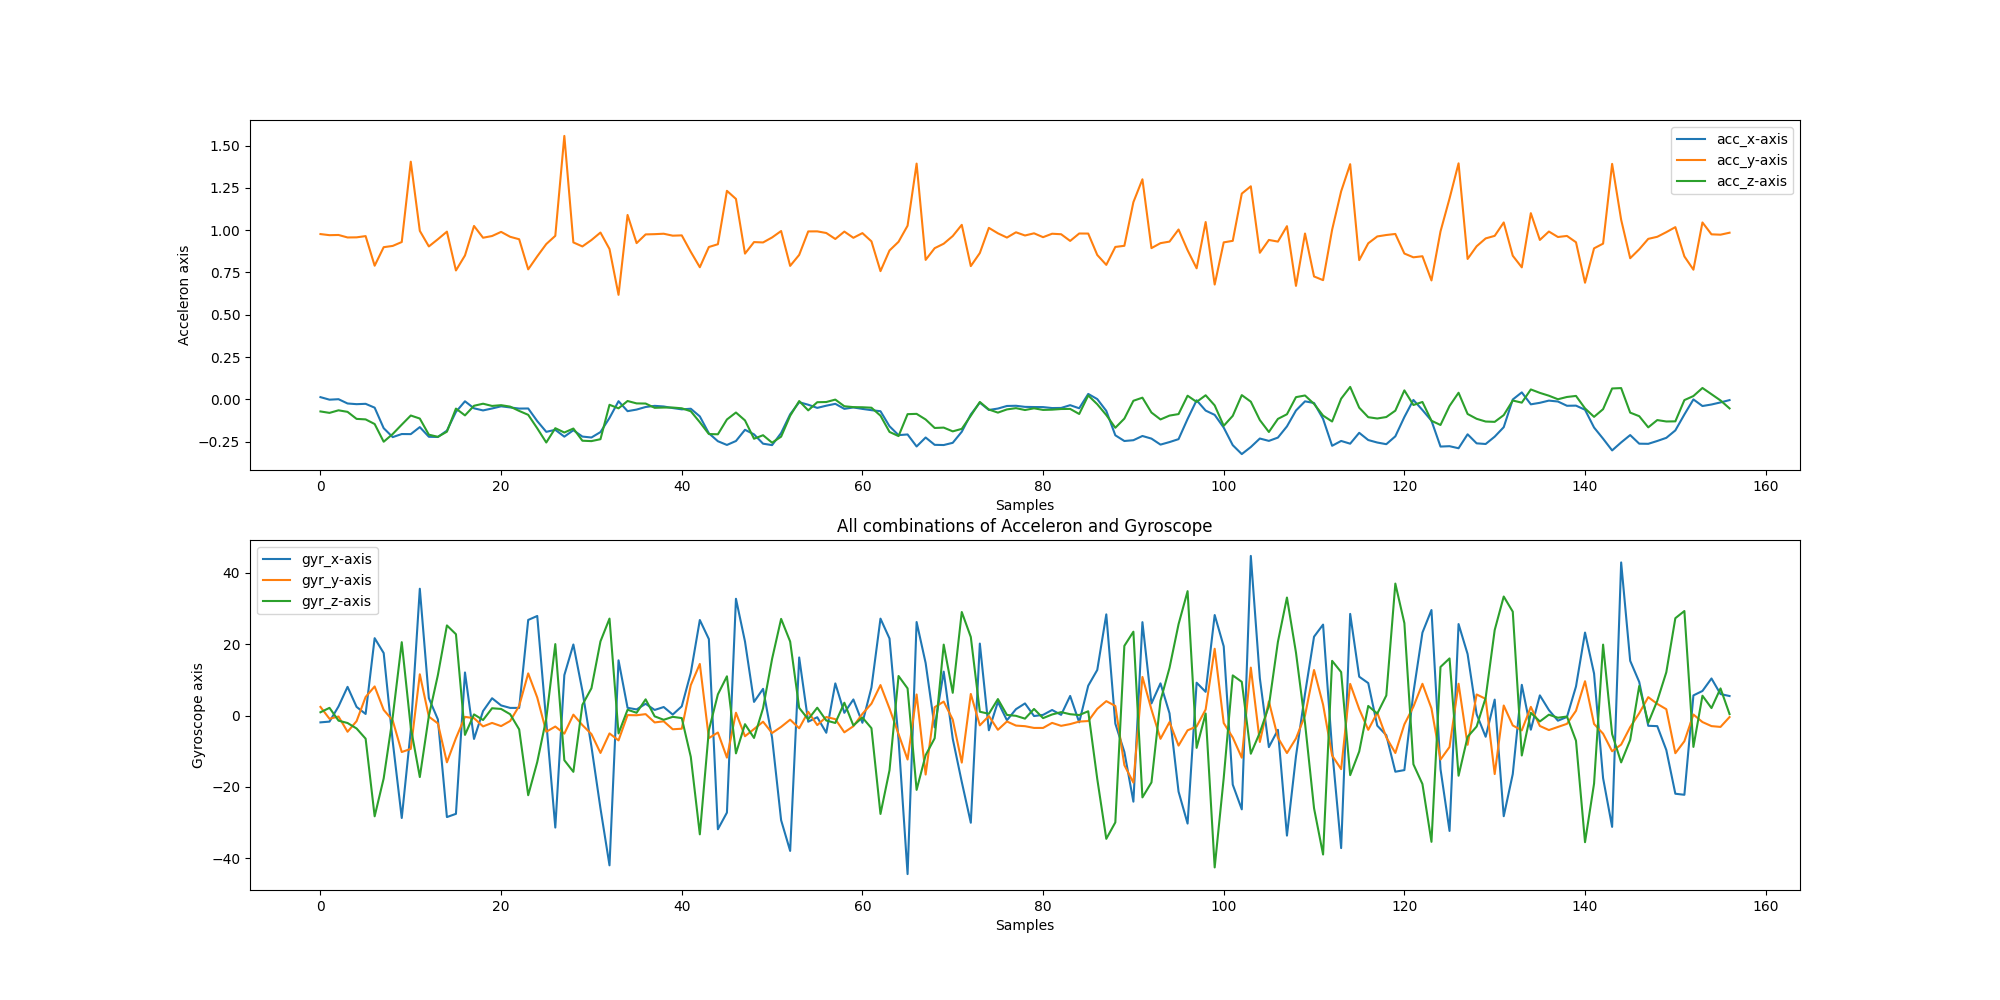 1.50
1.25
1.00
0.75
0.50
0.25
0.00
−0.25
Acceleron axis
acc_x-axis
acc_y-axis
acc_z-axis
0 20 40 60 80 100 120 140 160
Samples
All combinations of Acceleron and Gyroscope
40
20
0
−20
−40
Gyroscope axis
gyr_x-axis
gyr_y-axis
gyr_z-axis
0 20 40 60 80 100 120 140 160
Samples